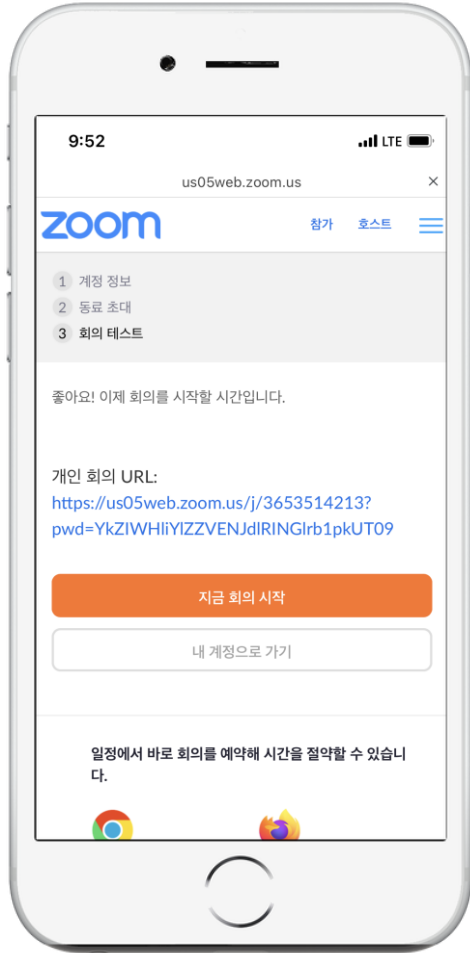 9:52
LTE
us05web.zoom.us
zoom
참가 호스트
1 계정 정보
2 동료 초대
3 회의 테스트
좋아요! 이제 회의를 시작할 시간입니다.
개인 회의 URL:
https://us05web.zoom.us/j/3653514213?
pwd=YkZIWHliYlZZVENJdlRINGlrb1pkUT09
지금 회의 시작
내 계정으로 가기
일정에서 바로 회의를 예약해 시간을 절약할 수 있습니
다.